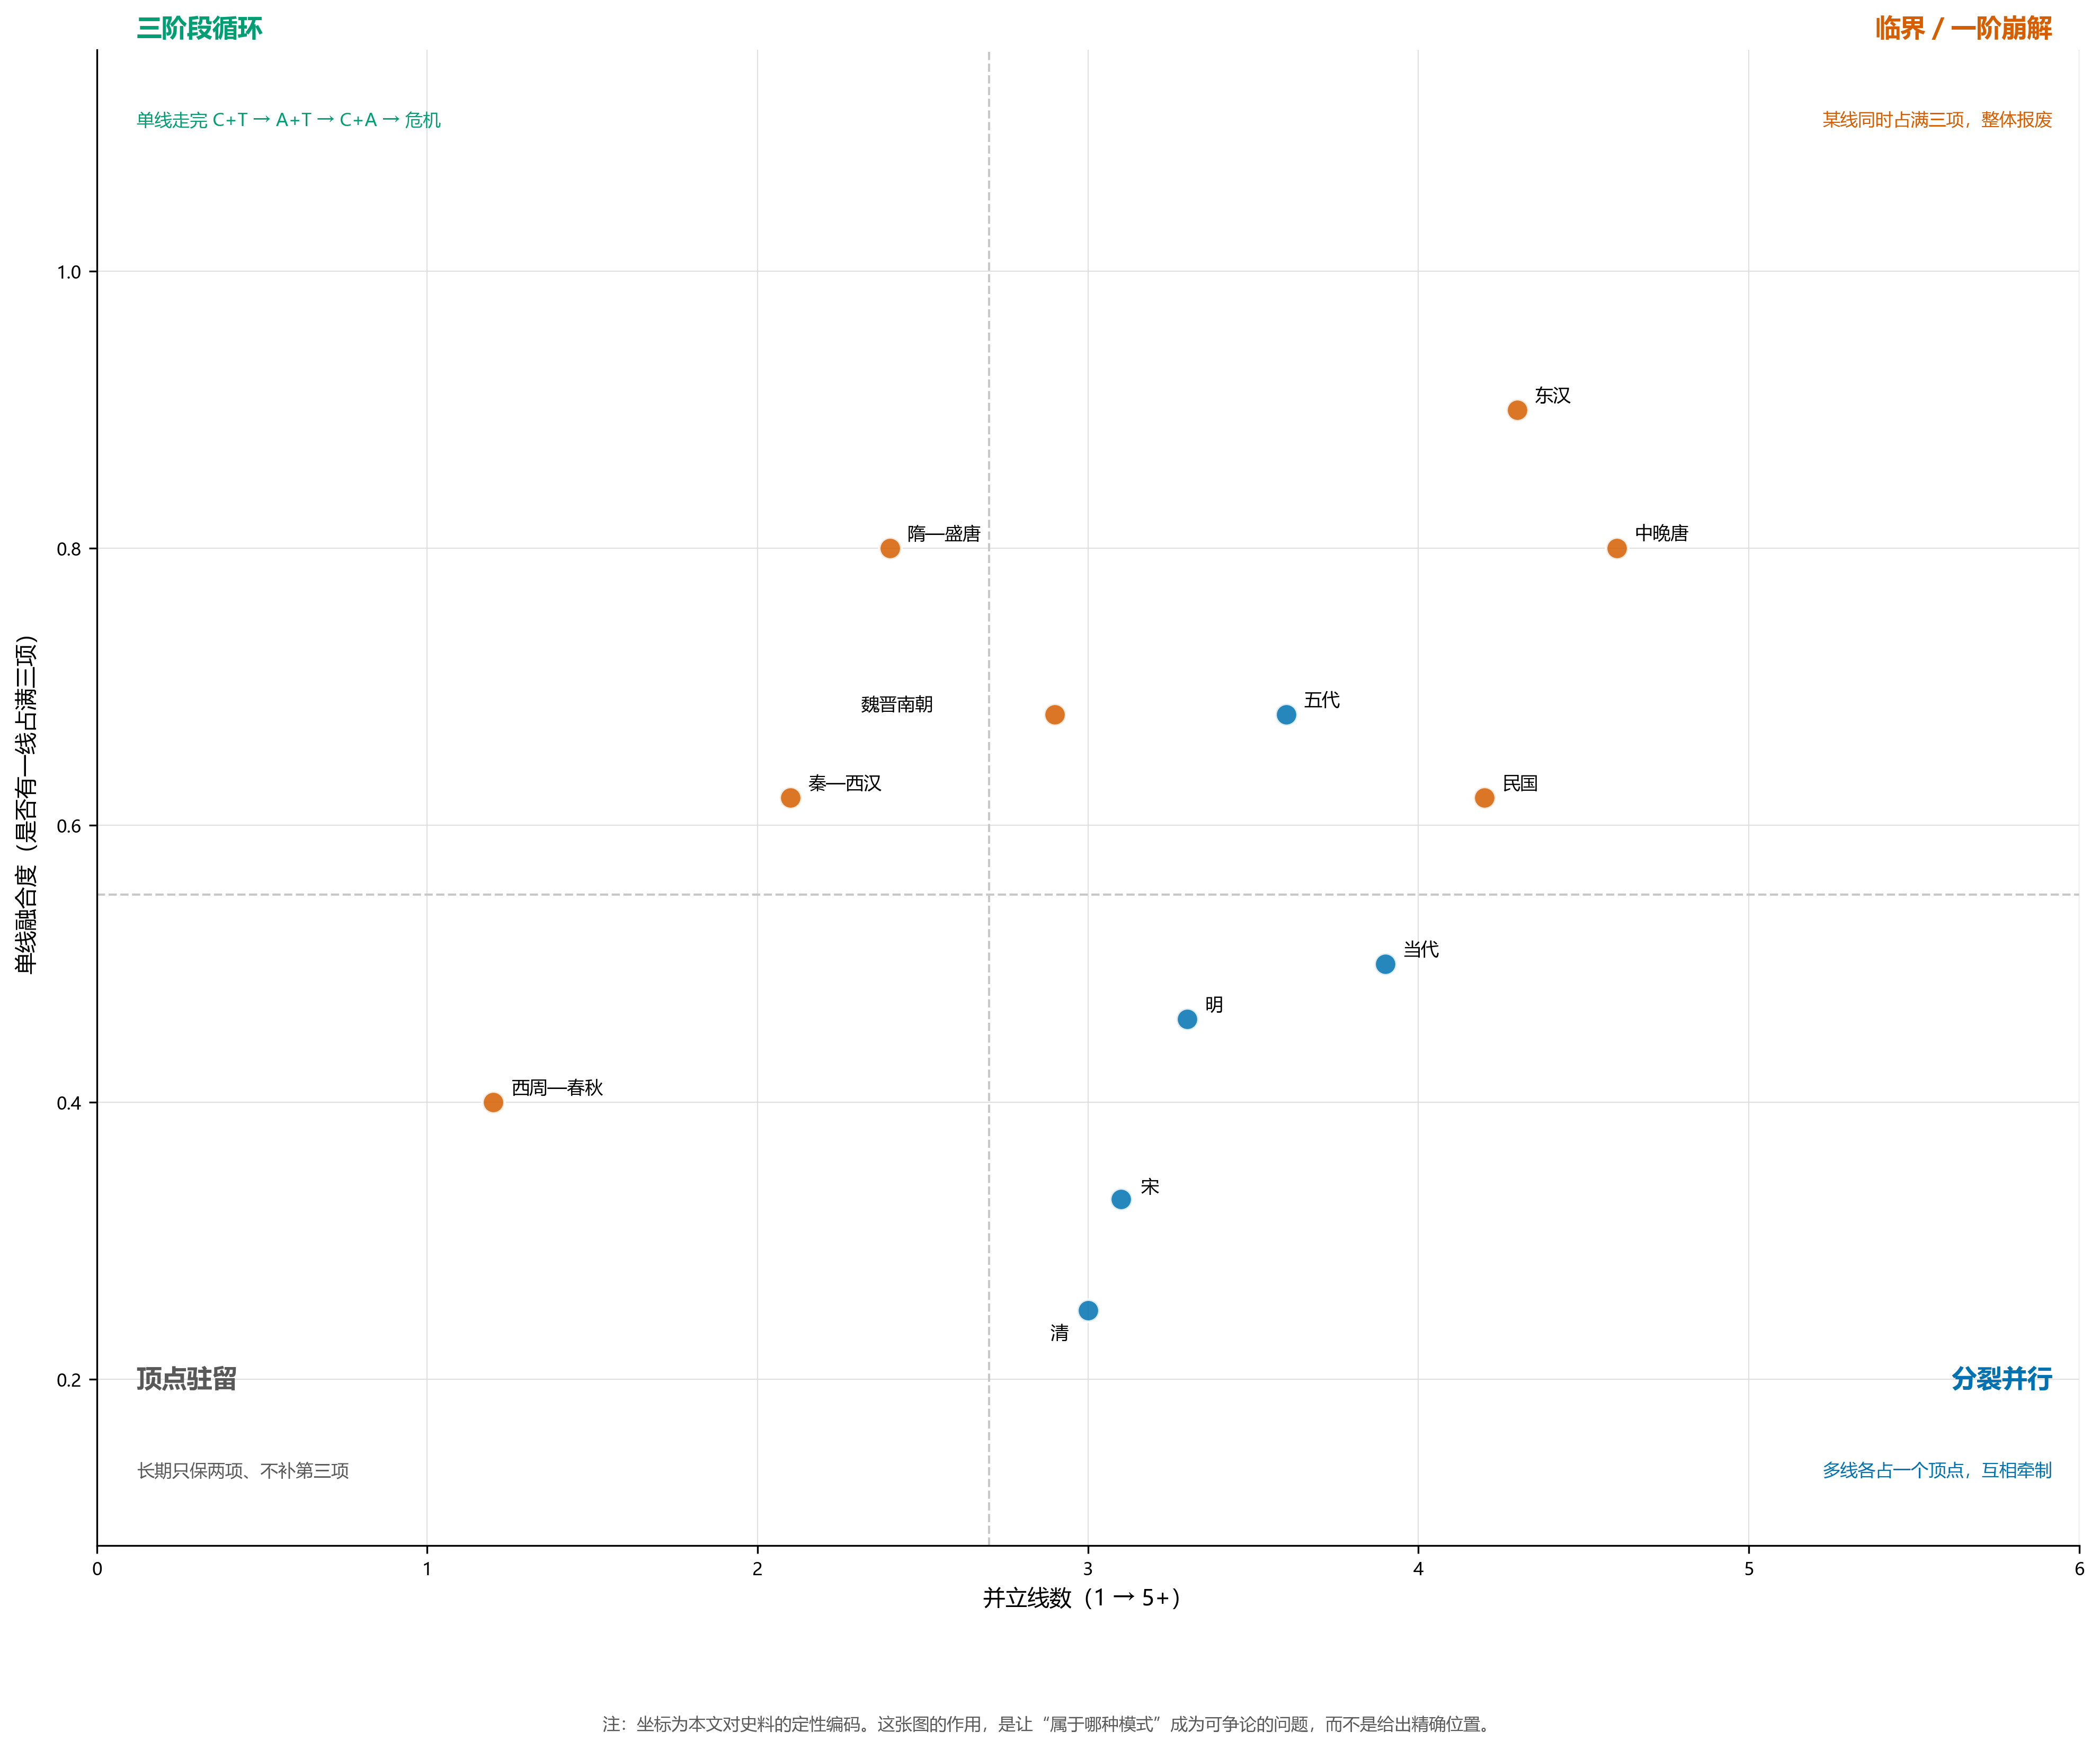 三阶段循环
临界 / 一阶崩解
单线走完 C+T → A+T → C+A → 危机
某线同时占满三项，整体报废
1.0
东汉
隋—盛唐
中晚唐
0.8
单线融合度（是否有一线占满三项）
魏晋南朝
五代
秦—西汉
民国
0.6
当代
明
西周—春秋
0.4
宋
清
顶点驻留
0.2
分裂并行
长期只保两项、不补第三项
多线各占一个顶点，互相牵制
0
1
2
3
4
5
6
并立线数（1 → 5+）
注：坐标为本文对史料的定性编码。这张图的作用，是让“属于哪种模式”成为可争论的问题，而不是给出精确位置。